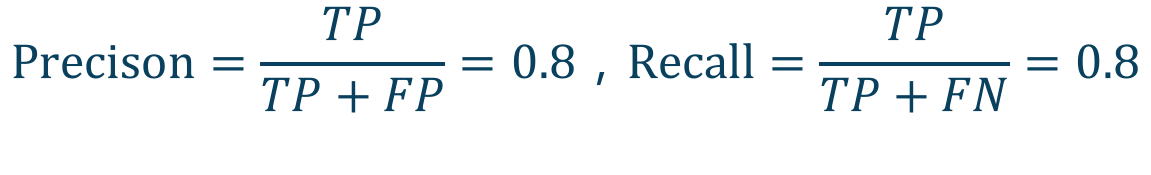 Precison = TP / (TP + FP) = 0.8 , Recall = TP / (TP + FN) = 0.8